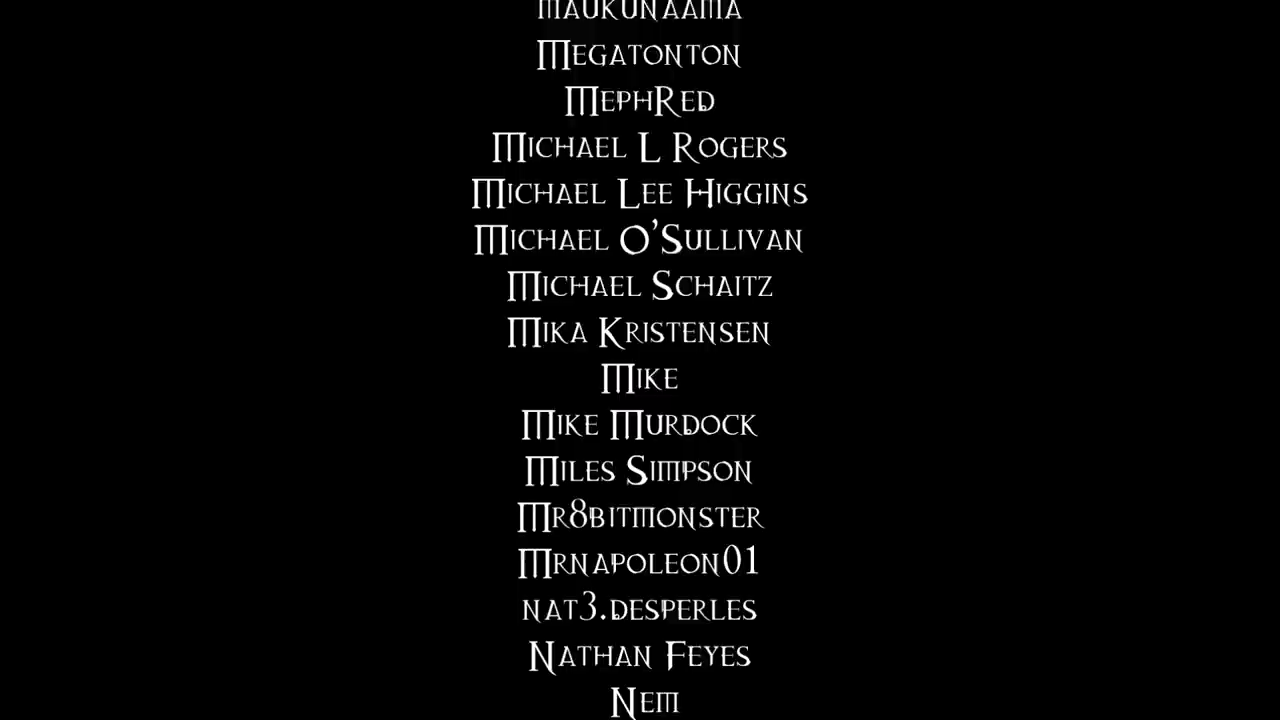 maukunaama
Megatonton
MephRed
Michael L Rogers
Michael Lee Higgins
Michael O'Sullivan
Michael Schaitz
Mika Kristensen
Mike
Mike Murdock
Miles Simpson
Mr8bitmonster
Mrnapoleon01
nat3.desperles
Nathan Feyes
Nem